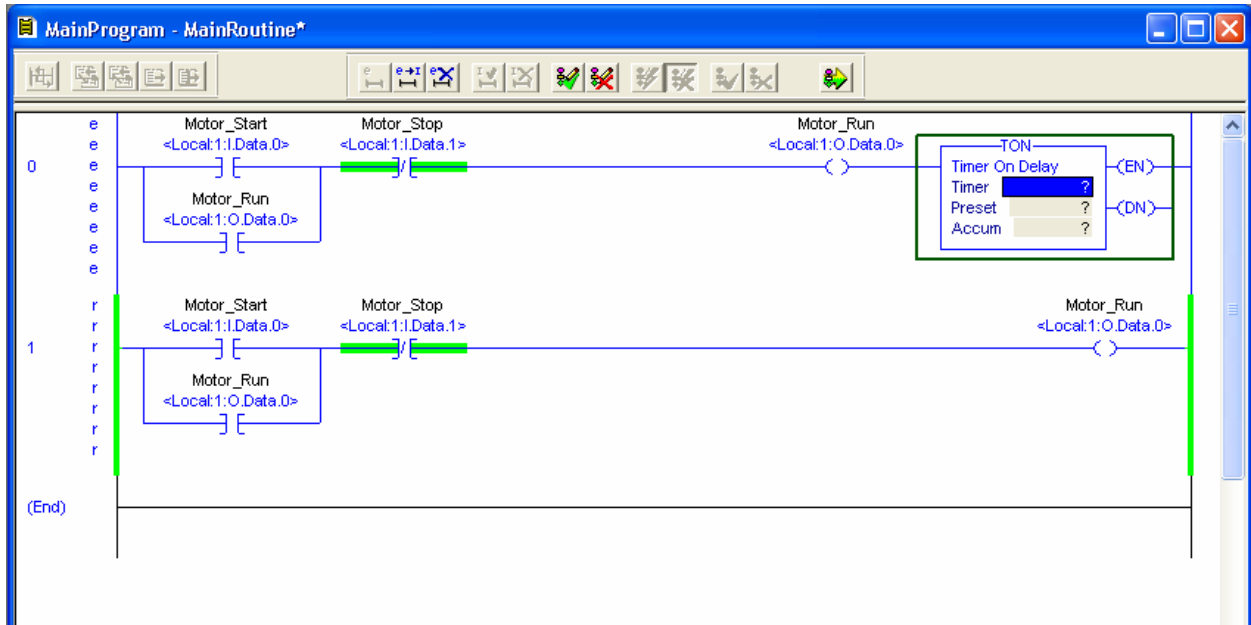 MainProgram - MainRoutine*
0
e
e
e
e
e
e
e
e
Motor_Start
<Local:1:I.Data.0>
Motor_Stop
<Local:1:I.Data.1>
Motor_Run
<Local:1:O.Data.0>
Motor_Run
<Local:1:O.Data.0>
TON
Timer On Delay
Timer ?
Preset ?
Accum ?
EN
DN
1
r
r
r
r
r
r
r
r
Motor_Start
<Local:1:I.Data.0>
Motor_Stop
<Local:1:I.Data.1>
Motor_Run
<Local:1:O.Data.0>
Motor_Run
<Local:1:O.Data.0>
(End)